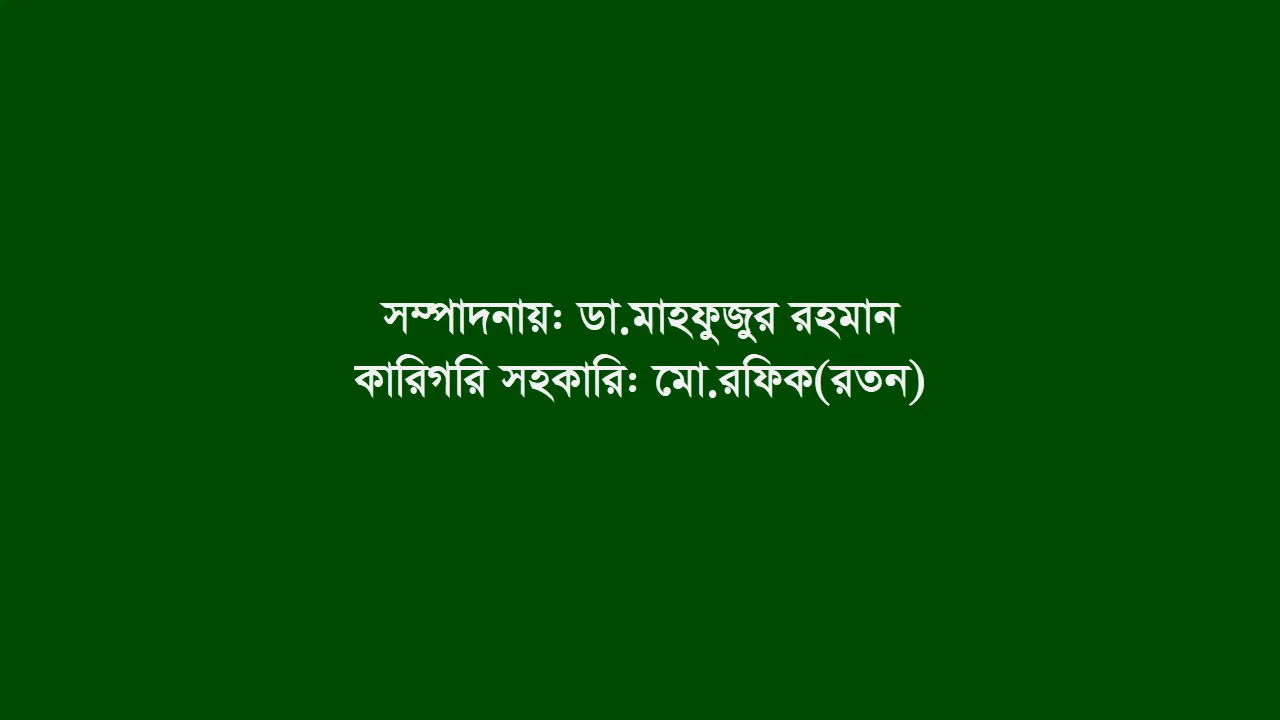 সম্পাদনায়ঃ ডা.মাহফুজুর রহমান
কারিগরি সহকারিঃ মো.রফিক(রতন)